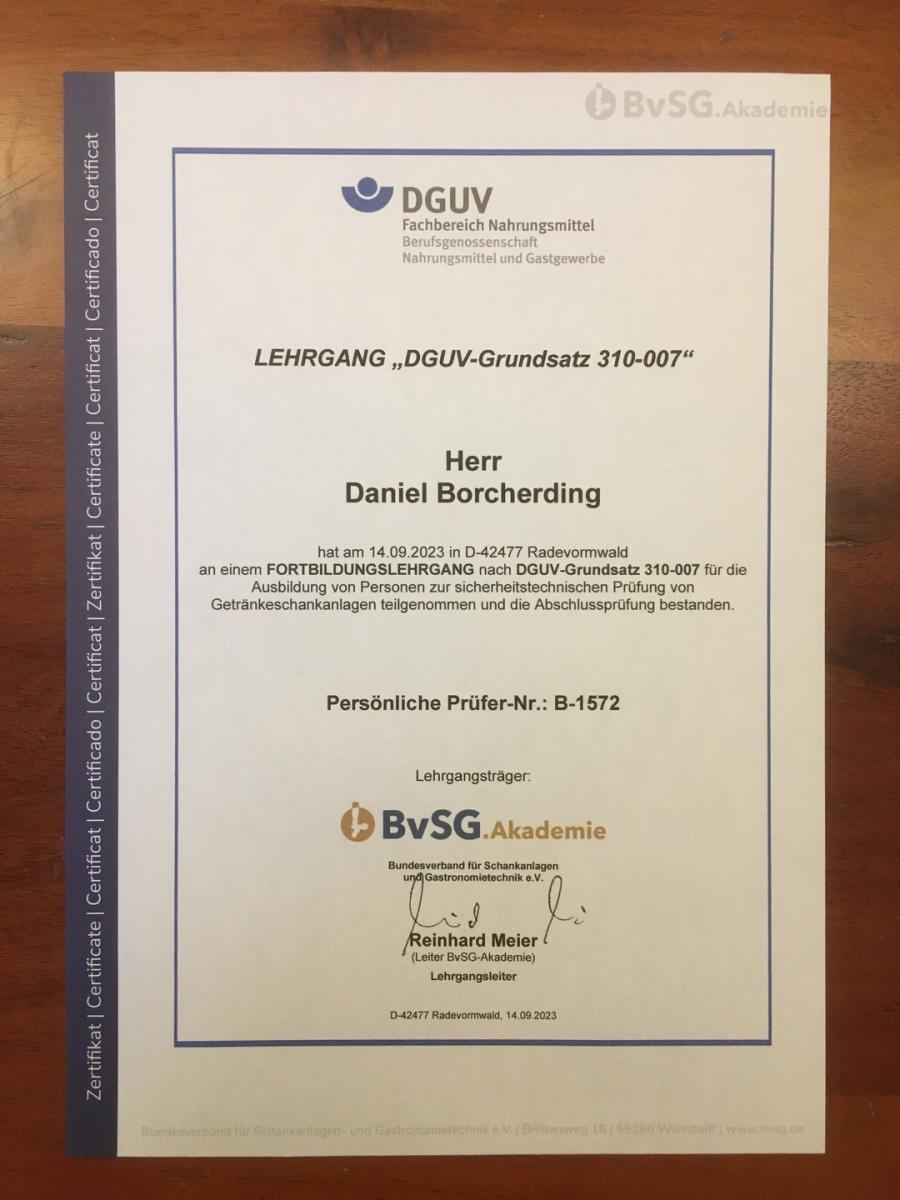 BvSG.Akademie
Zertifikat | Certificate | Certificat | Certificado | Certificat | Zertifikat | Certificate | Certificat | Certificado | Certificat
DGUV
Fachbereich Nahrungsmittel
Berufsgenossenschaft
Nahrungsmittel und Gastgewerbe
LEHRGANG „DGUV-Grundsatz 310-007“
Herr
Daniel Borcherding
hat am 14.09.2023 in D-42477 Radevormwald
an einem FORTBILDUNGSLEHRGANG nach DGUV-Grundsatz 310-007 für die
Ausbildung von Personen zur sicherheitstechnischen Prüfung von
Getränkeschankanlagen teilgenommen und die Abschlussprüfung bestanden.
Persönliche Prüfer-Nr.: B-1572
Lehrgangsträger:
BvSG.Akademie
Bundesverband für Schankanlagen
und Gastronomietechnik e.V.
Reinhard Meier
(Leiter BvSG-Akademie)
Lehrgangsleiter
D-42477 Radevormwald, 14.09.2023
Bundesverband für Schankanlagen- und Gastronomietechnik e.V. | Breitenweg 16 | 55286 Wörrstadt | www.bvsg.de